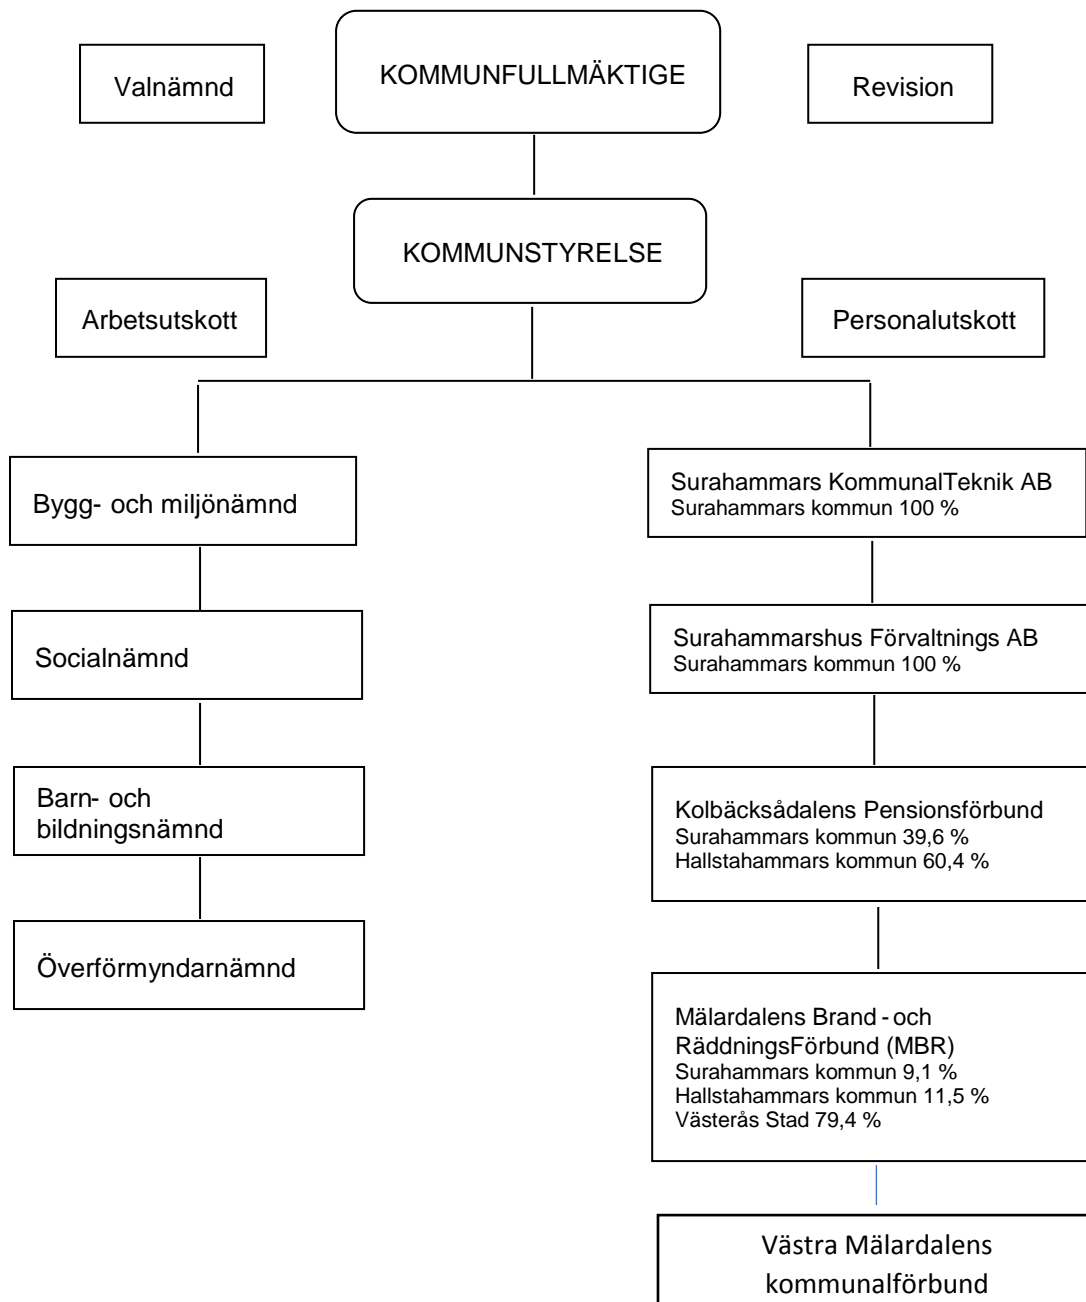 Valnämnd
KOMMUNFULLMÄKTIGE
Revision
KOMMUNSTYRELSE
Arbetsutskott
Personalutskott
Bygg- och miljönämnd
Socialnämnd
Barn- och
bildningsnämnd
Överförmyndarnämnd
Surahammars KommunalTeknik AB
Surahammars kommun 100 %
Surahammarshus Förvaltnings AB
Surahammars kommun 100 %
Kolbäcksådalens Pensionsförbund
Surahammars kommun 39,6 %
Hallstahammars kommun 60,4 %
Mälardalens Brand - och
RäddningsFörbund (MBR)
Surahammars kommun 9,1 %
Hallstahammars kommun 11,5 %
Västerås Stad 79,4 %
Västra Mälardalens
kommunalförbund